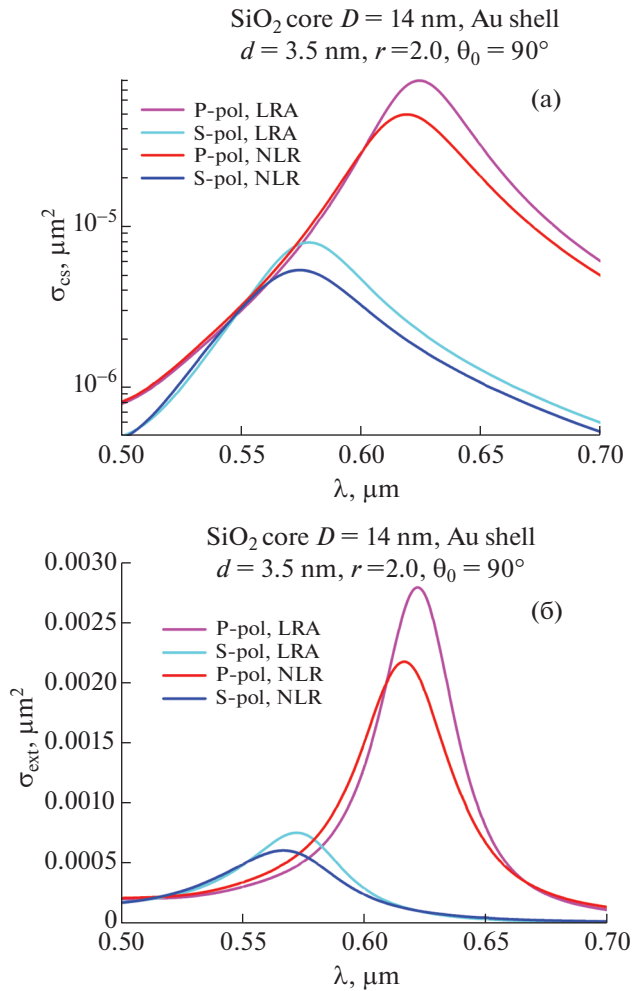 SiO₂ core D = 14 nm, Au shell
d = 3.5 nm, r =2.0, θ₀ = 90°
(а)
P-pol, LRA
S-pol, LRA
P-pol, NLR
S-pol, NLR
σcs, μm²
10⁻⁵
10⁻⁶
0.50 0.55 0.60 0.65 0.70
λ, μm
SiO₂ core D = 14 nm, Au shell
d = 3.5 nm, r =2.0, θ₀ = 90°
(б)
P-pol, LRA
S-pol, LRA
P-pol, NLR
S-pol, NLR
σext, μm²
0.0030
0.0025
0.0020
0.0015
0.0010
0.0005
0
0.50 0.55 0.60 0.65 0.70
λ, μm